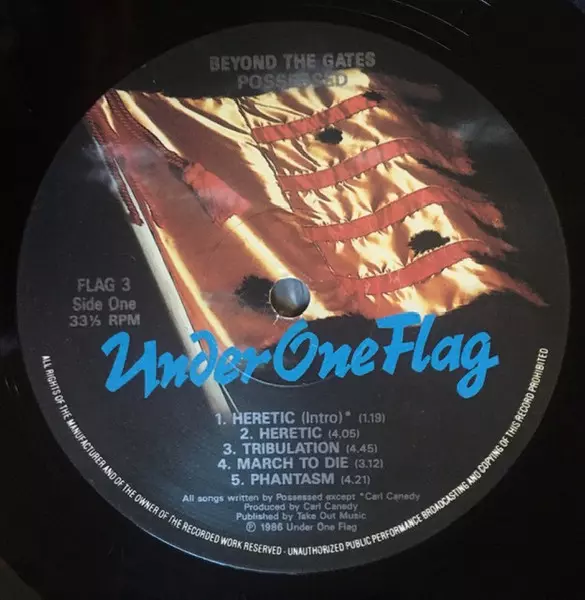 BEYOND THE GATES
POSSESSED
FLAG 3
Side One
33⅓ RPM
Under One Flag
1. HERETIC (Intro)* (1.19)
2. HERETIC (4.05)
3. TRIBULATION (4.45)
4. MARCH TO DIE (3.12)
5. PHANTASM (4.21)
All songs written by Possessed except *Carl Canedy
Produced by Carl Canedy
Published by Take Out Music
℗ 1986 Under One Flag
ALL RIGHTS OF THE MANUFACTURER AND OF THE OWNER OF THE RECORDED WORK RESERVED - UNAUTHORIZED PUBLIC PERFORMANCE BROADCASTING AND COPYING OF THIS RECORD PROHIBITED